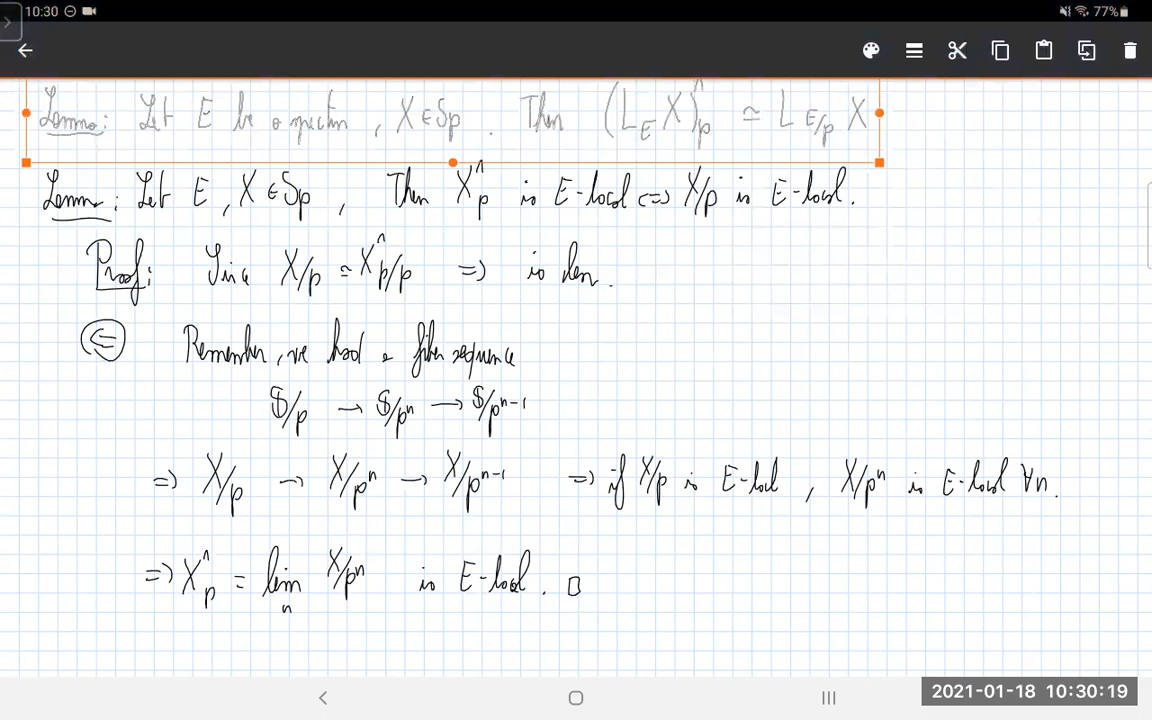 10:30
77%
Lemma: Let E be a spectrum, X ∈ Sp. Then (L_E X)^∧_p ≃ L_{E/p} X
Lemma: Let E, X ∈ Sp, Then X^∧_p is E-local ⇔ X/p is E-local.
Proof: Since X/p ≃ X^∧_p/p ⇒ is clear.
(⇐) Remember, we had a fiber sequence
$/p → $/p^n → $/p^{n-1}
⇒ X/p → X/p^n → X/p^{n-1} ⇒ if X/p is E-local, X/p^n is E-local ∀n.
⇒ X^∧_p = lim_n X/p^n is E-local. □
2021-01-18 10:30:19